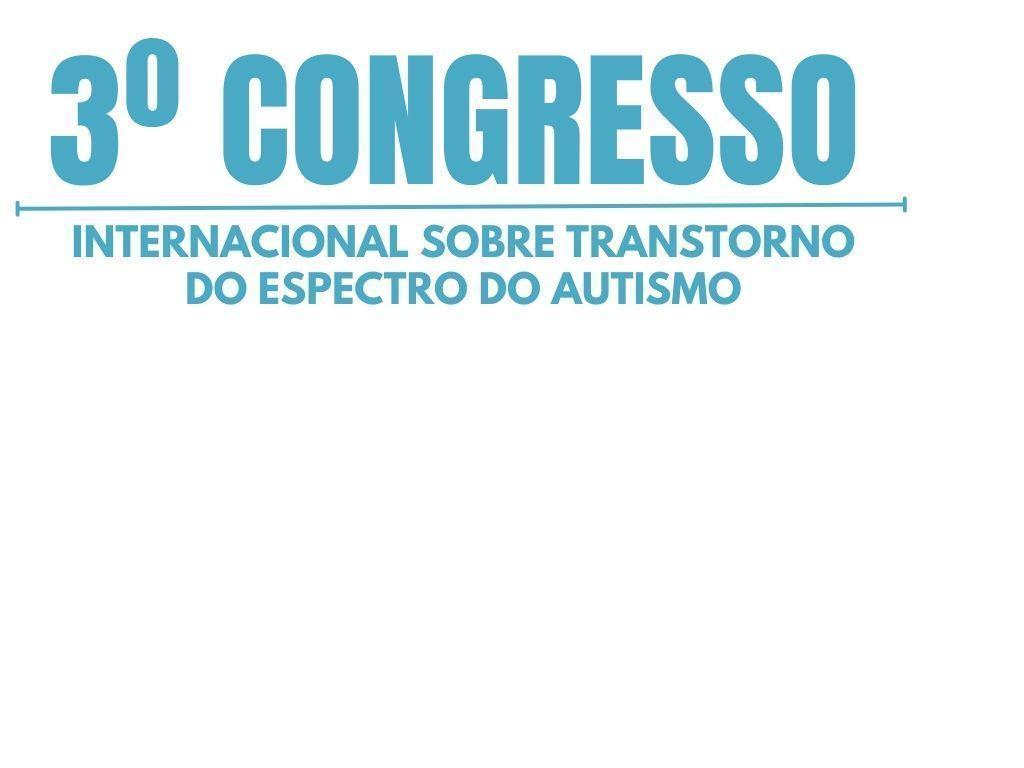 3º CONGRESSO
INTERNACIONAL SOBRE TRANSTORNO
DO ESPECTRO DO AUTISMO